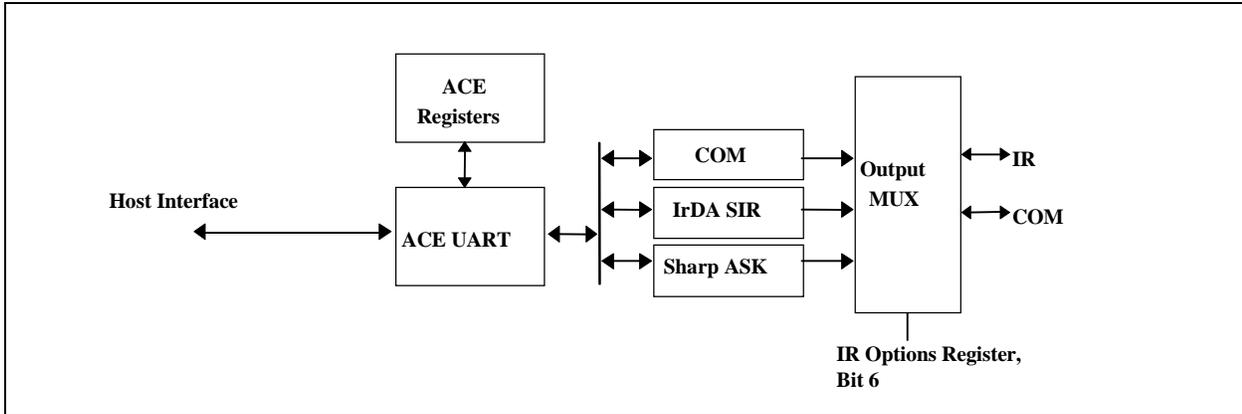 ACE
Registers
Host Interface
ACE UART
COM
IrDA SIR
Sharp ASK
Output
MUX
IR
COM
IR Options Register,
Bit 6